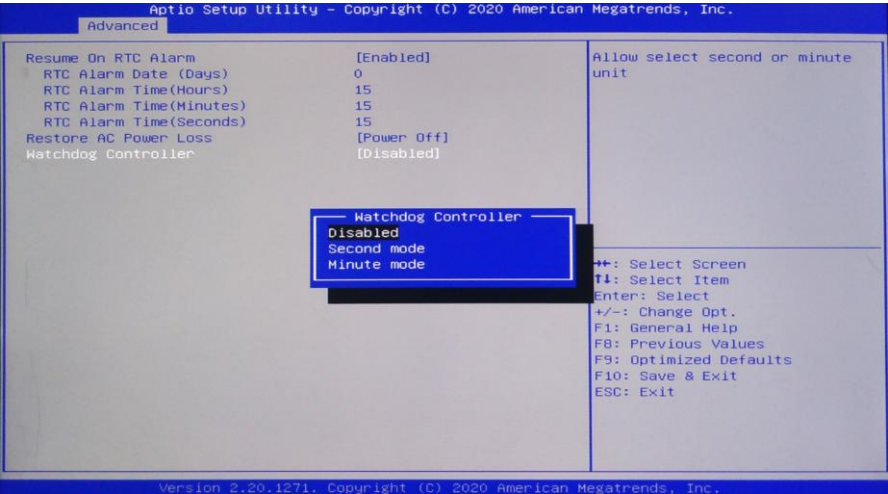 Aptio Setup Utility – Copyright (C) 2020 American Megatrends, Inc.
Advanced
Resume On RTC Alarm [Enabled]
RTC Alarm Date (Days) 0
RTC Alarm Time(Hours) 15
RTC Alarm Time(Minutes) 15
RTC Alarm Time(Seconds) 15
Restore AC Power Loss [Power Off]
Watchdog Controller [Disabled]
Allow select second or minute
unit
Watchdog Controller
Disabled
Second mode
Minute mode
→←: Select Screen
↑↓: Select Item
Enter: Select
+/-: Change Opt.
F1: General Help
F8: Previous Values
F9: Optimized Defaults
F10: Save & Exit
ESC: Exit
Version 2.20.1271. Copyright (C) 2020 American Megatrends, Inc.